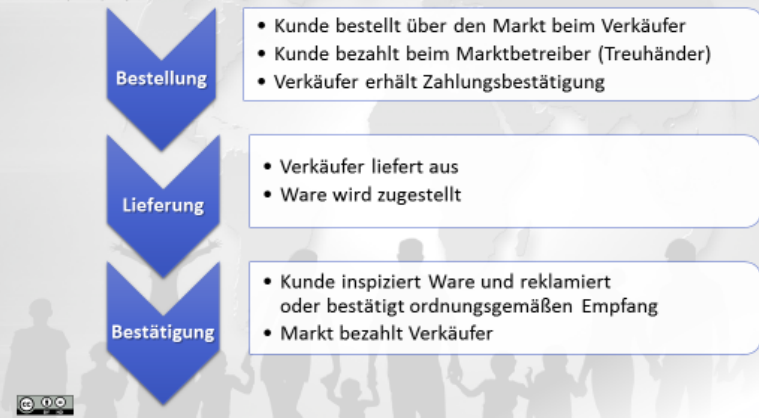 Bestellung
• Kunde bestellt über den Markt beim Verkäufer
• Kunde bezahlt beim Marktbetreiber (Treuhänder)
• Verkäufer erhält Zahlungsbestätigung
Lieferung
• Verkäufer liefert aus
• Ware wird zugestellt
Bestätigung
• Kunde inspiziert Ware und reklamiert
oder bestätigt ordnungsgemäßen Empfang
• Markt bezahlt Verkäufer
cc